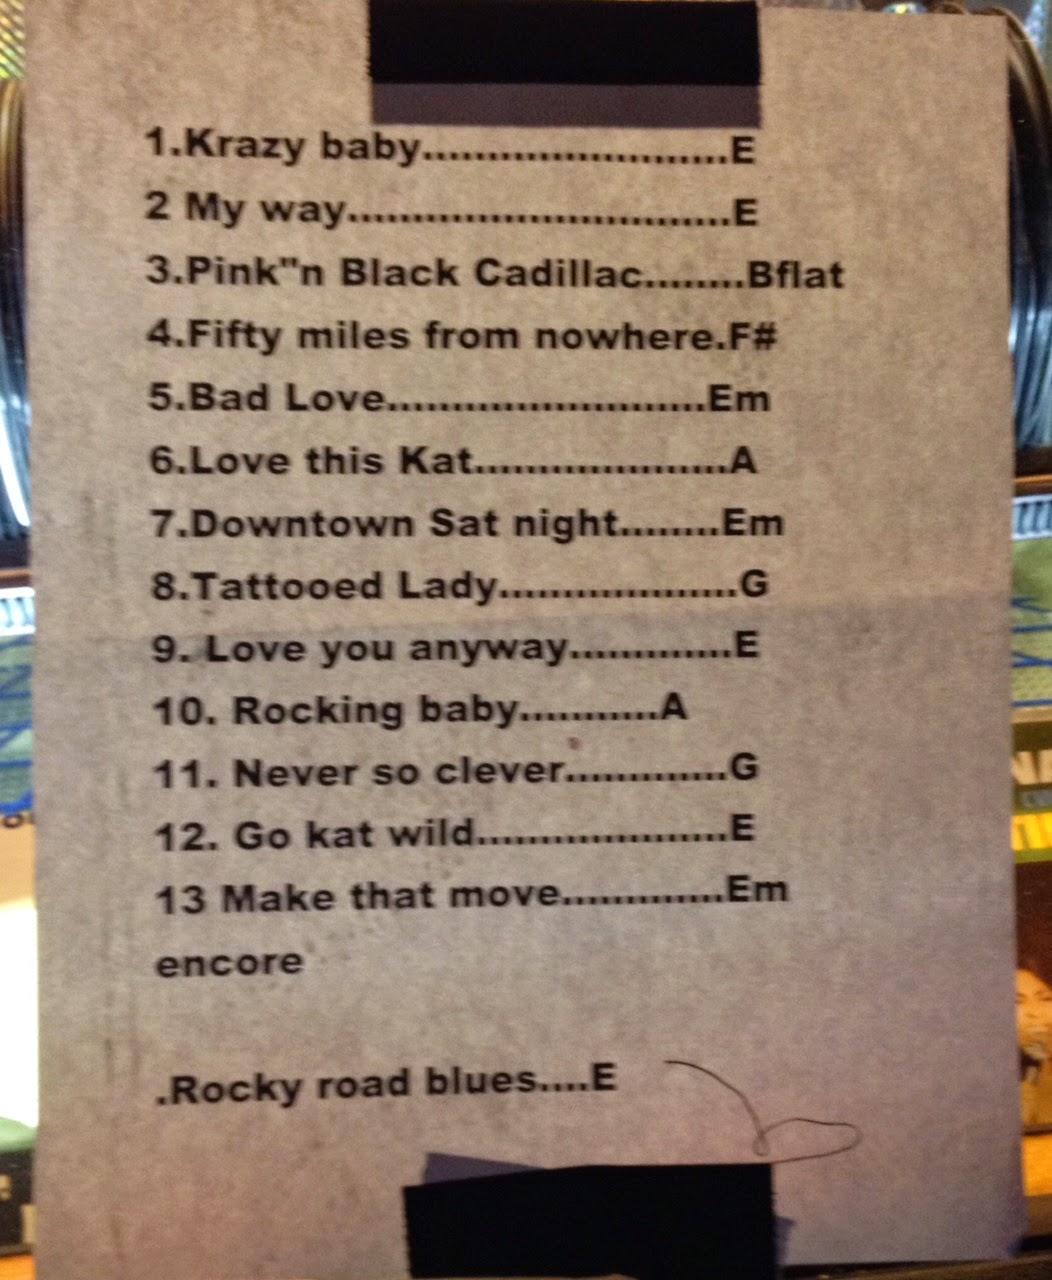 1.Krazy baby........................E
2 My way..............................E
3.Pink"n Black Cadillac........Bflat
4.Fifty miles from nowhere.F#
5.Bad Love.........................Em
6.Love this Kat....................A
7.Downtown Sat night........Em
8.Tattooed Lady...................G
9. Love you anyway.............E
10. Rocking baby...........A
11. Never so clever.............G
12. Go kat wild....................E
13 Make that move.............Em
encore
.Rocky road blues....E